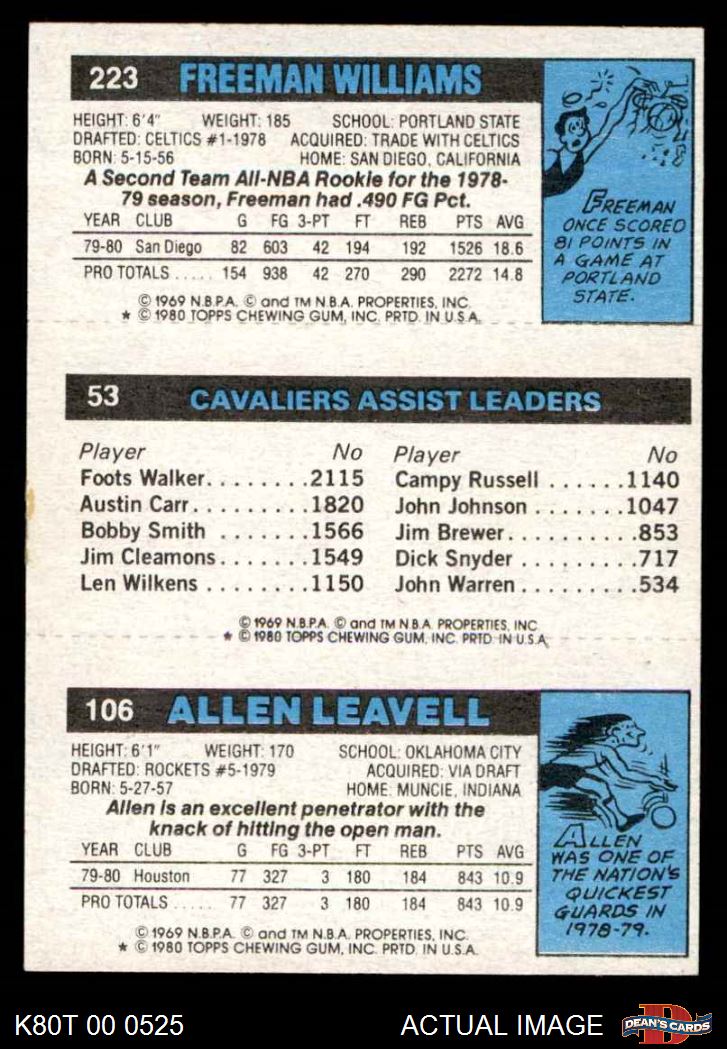 223 FREEMAN WILLIAMS
HEIGHT: 6'4" WEIGHT: 185 SCHOOL: PORTLAND STATE
DRAFTED: CELTICS #1-1978 ACQUIRED: TRADE WITH CELTICS
BORN: 5-15-56 HOME: SAN DIEGO, CALIFORNIA
A Second Team All-NBA Rookie for the 1978-
79 season, Freeman had .490 FG Pct.
YEAR CLUB G FG 3-PT FT REB PTS AVG
79-80 San Diego 82 603 42 194 192 1526 18.6
PRO TOTALS ..... 154 938 42 270 290 2272 14.8
© 1969 N.B.P.A. © and TM N.B.A. PROPERTIES, INC.
* © 1980 TOPPS CHEWING GUM, INC. PRTD. IN U.S.A.
FREEMAN
ONCE SCORED
81 POINTS IN
A GAME AT
PORTLAND
STATE.
53 CAVALIERS ASSIST LEADERS
Player No Player No
Foots Walker........2115 Campy Russell ......1140
Austin Carr.........1820 John Johnson .......1047
Bobby Smith .......1566 Jim Brewer.........853
Jim Cleamons.......1549 Dick Snyder ........717
Len Wilkens ........1150 John Warren.........534
© 1969 N.B.P.A. © and TM N.B.A. PROPERTIES, INC
* © 1980 TOPPS CHEWING GUM, INC. PRTD. IN U.S.A.
106 ALLEN LEAVELL
HEIGHT: 6'1" WEIGHT: 170 SCHOOL: OKLAHOMA CITY
DRAFTED: ROCKETS #5-1979 ACQUIRED: VIA DRAFT
BORN: 5-27-57 HOME: MUNCIE, INDIANA
Allen is an excellent penetrator with the
knack of hitting the open man.
YEAR CLUB G FG 3-PT FT REB PTS AVG
79-80 Houston 77 327 3 180 184 843 10.9
PRO TOTALS ..... 77 327 3 180 184 843 10.9
© 1969 N.B.P.A. © and TM N.B.A. PROPERTIES, INC.
* © 1980 TOPPS CHEWING GUM, INC. PRTD. IN U.S.A.
ALLEN
WAS ONE OF
THE NATION'S
QUICKEST
GUARDS IN
1978-79.
K80T 00 0525 ACTUAL IMAGE
D
DEAN'S CARDS